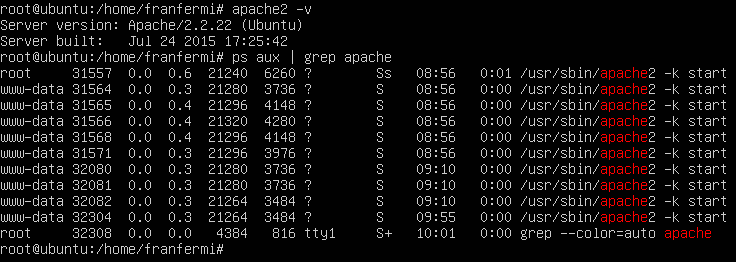 root@ubuntu:/home/franfermi# apache2 -v
Server version: Apache/2.2.22 (Ubuntu)
Server built:   Jul 24 2015 17:25:42
root@ubuntu:/home/franfermi# ps aux | grep apache
root     31557  0.0  0.6  21240  6260 ?        Ss   08:56   0:01 /usr/sbin/apache2 -k start
www-data 31564  0.0  0.3  21280  3736 ?        S    08:56   0:00 /usr/sbin/apache2 -k start
www-data 31565  0.0  0.4  21296  4148 ?        S    08:56   0:00 /usr/sbin/apache2 -k start
www-data 31566  0.0  0.4  21320  4280 ?        S    08:56   0:00 /usr/sbin/apache2 -k start
www-data 31568  0.0  0.4  21296  4148 ?        S    08:56   0:00 /usr/sbin/apache2 -k start
www-data 31571  0.0  0.3  21296  3976 ?        S    08:56   0:00 /usr/sbin/apache2 -k start
www-data 32080  0.0  0.3  21280  3736 ?        S    09:10   0:00 /usr/sbin/apache2 -k start
www-data 32081  0.0  0.3  21280  3736 ?        S    09:10   0:00 /usr/sbin/apache2 -k start
www-data 32082  0.0  0.3  21264  3484 ?        S    09:10   0:00 /usr/sbin/apache2 -k start
www-data 32304  0.0  0.3  21264  3484 ?        S    09:55   0:00 /usr/sbin/apache2 -k start
root     32308  0.0  0.0   4384   816 tty1     S+   10:01   0:00 grep --color=auto apache
root@ubuntu:/home/franfermi#